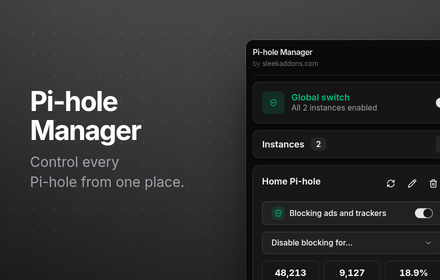 Pi-hole
Manager
Control every
Pi-hole from one place.
Pi-hole Manager
by sleekaddons.com
Global switch
All 2 instances enabled
Instances 2
Home Pi-hole
Blocking ads and trackers
Disable blocking for...
48,213 9,127 18.9%